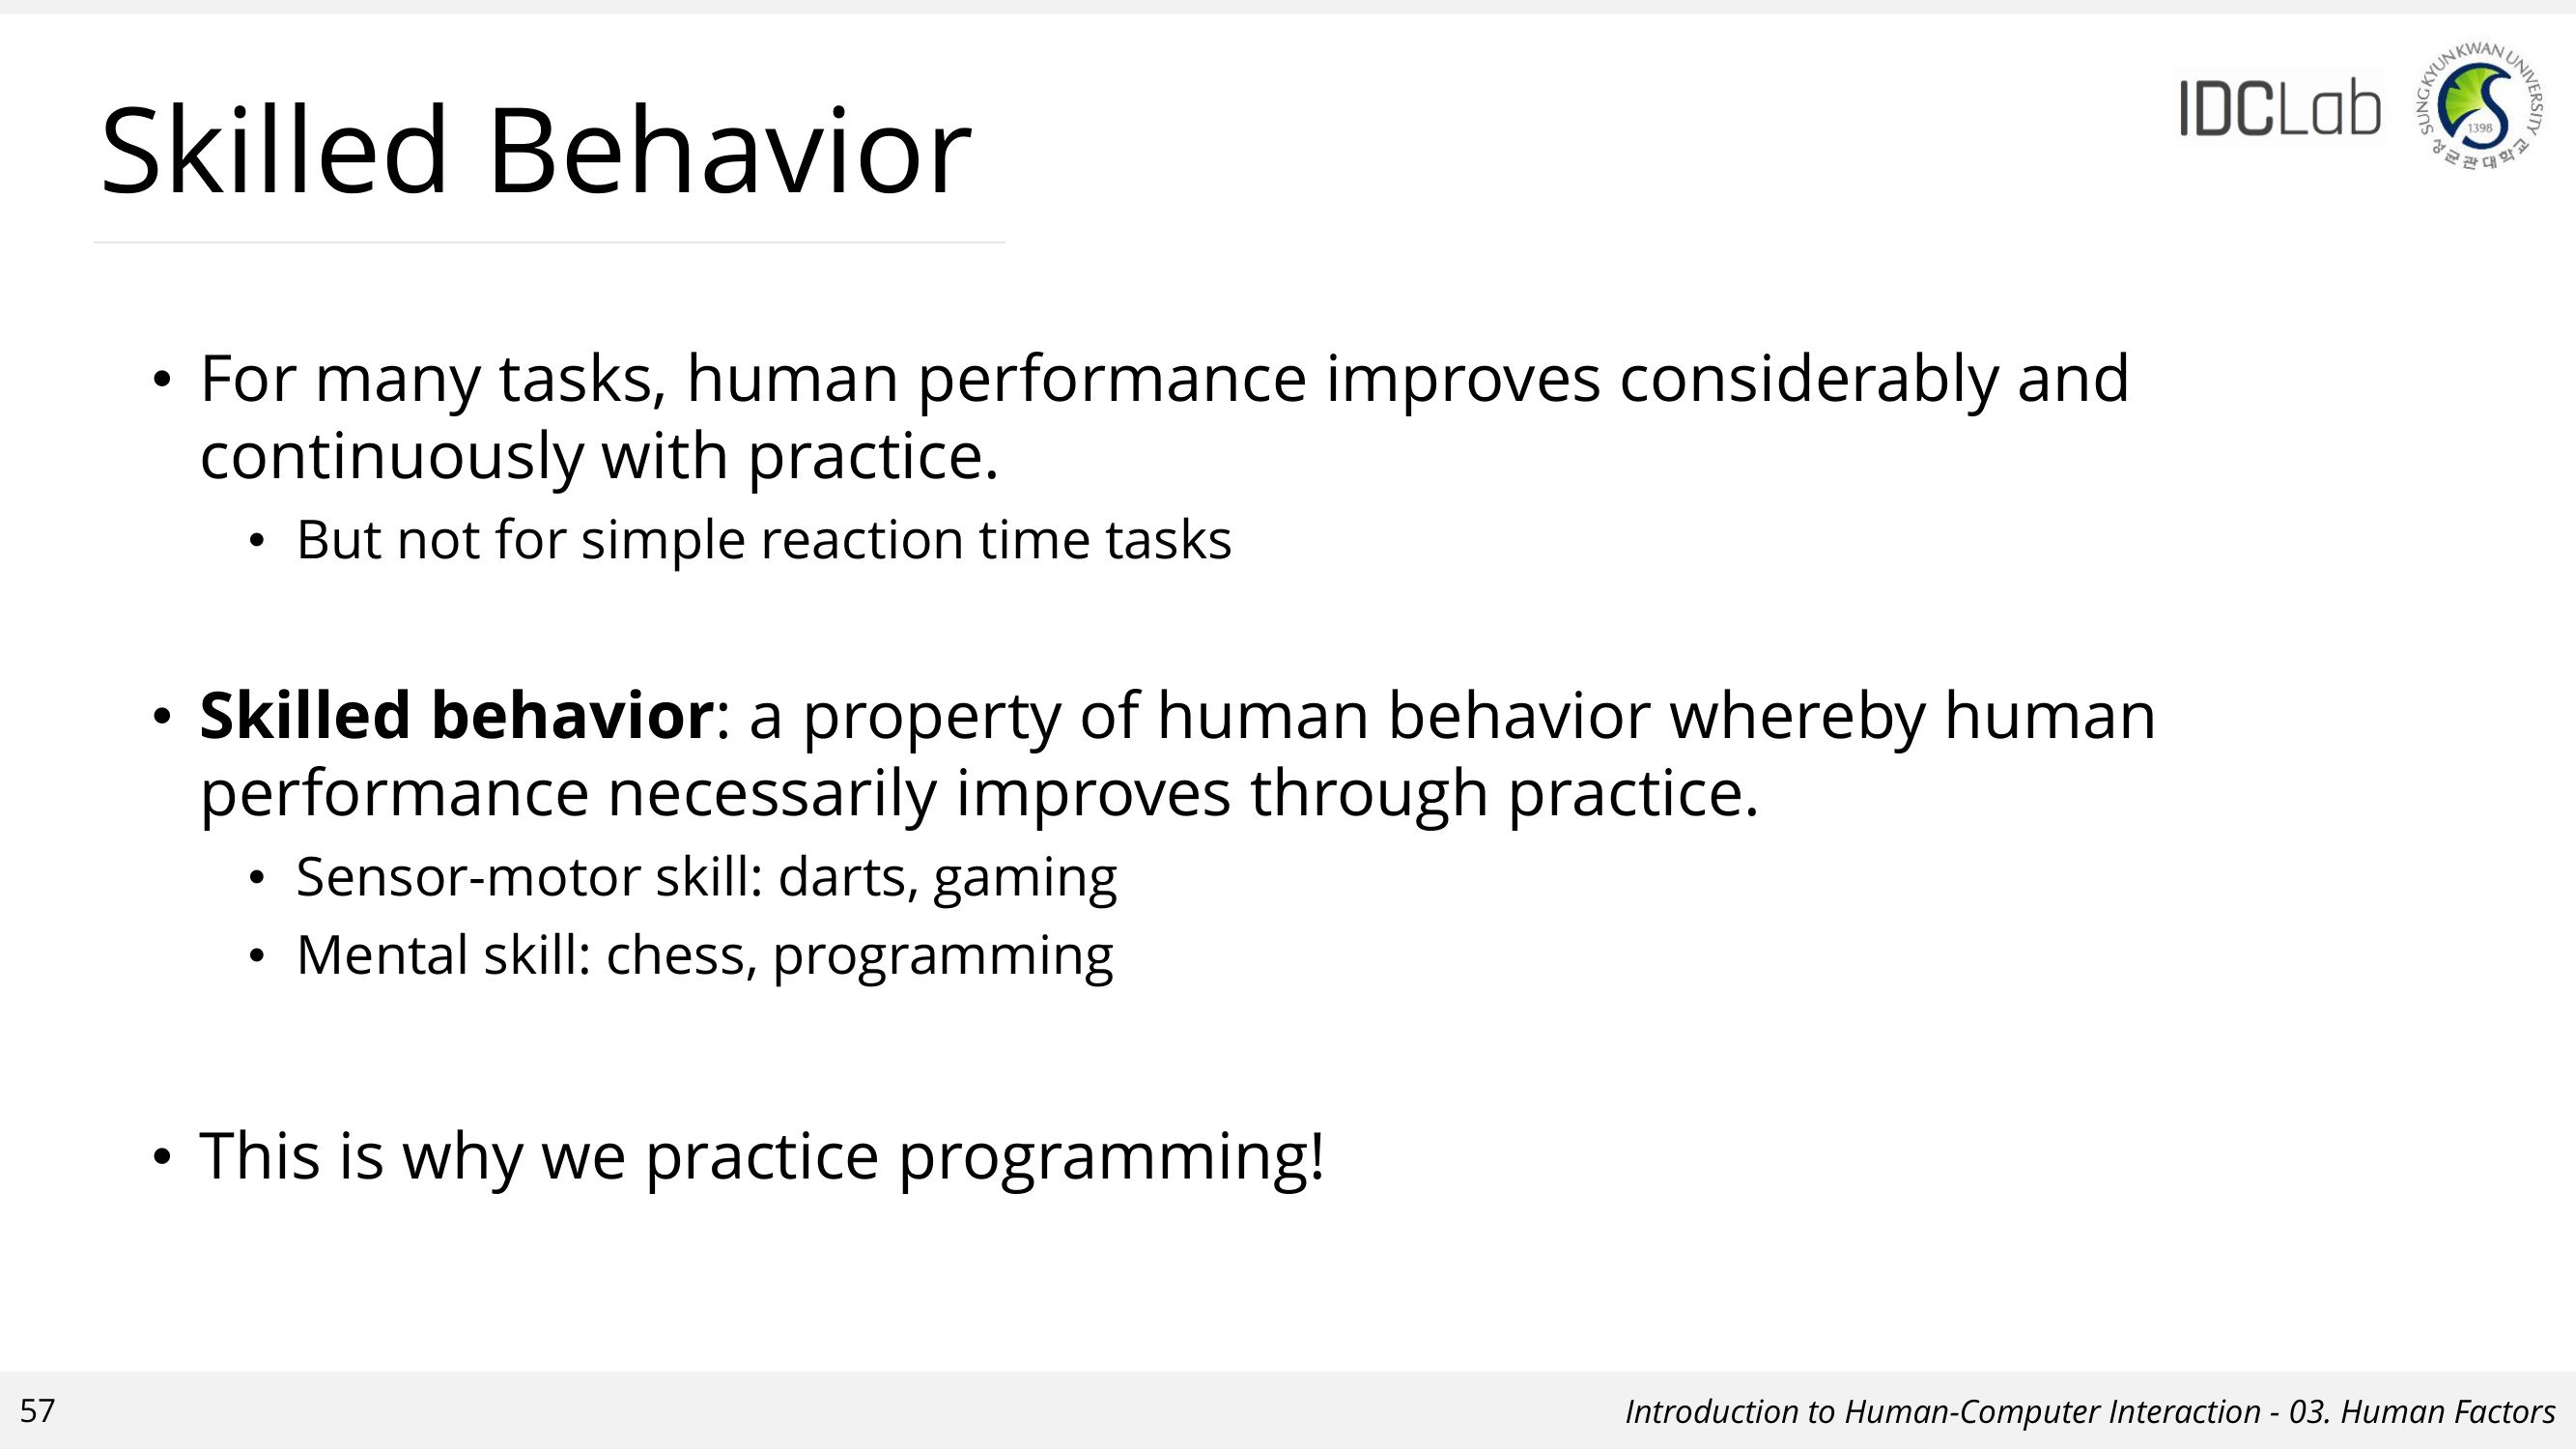 Skilled Behavior
IDCLab
SUNGKYUNKWAN UNIVERSITY
1398
성균관대학교
• For many tasks, human performance improves considerably and
continuously with practice.
• But not for simple reaction time tasks
• Skilled behavior: a property of human behavior whereby human
performance necessarily improves through practice.
• Sensor-motor skill: darts, gaming
• Mental skill: chess, programming
• This is why we practice programming!
57
Introduction to Human-Computer Interaction - 03. Human Factors